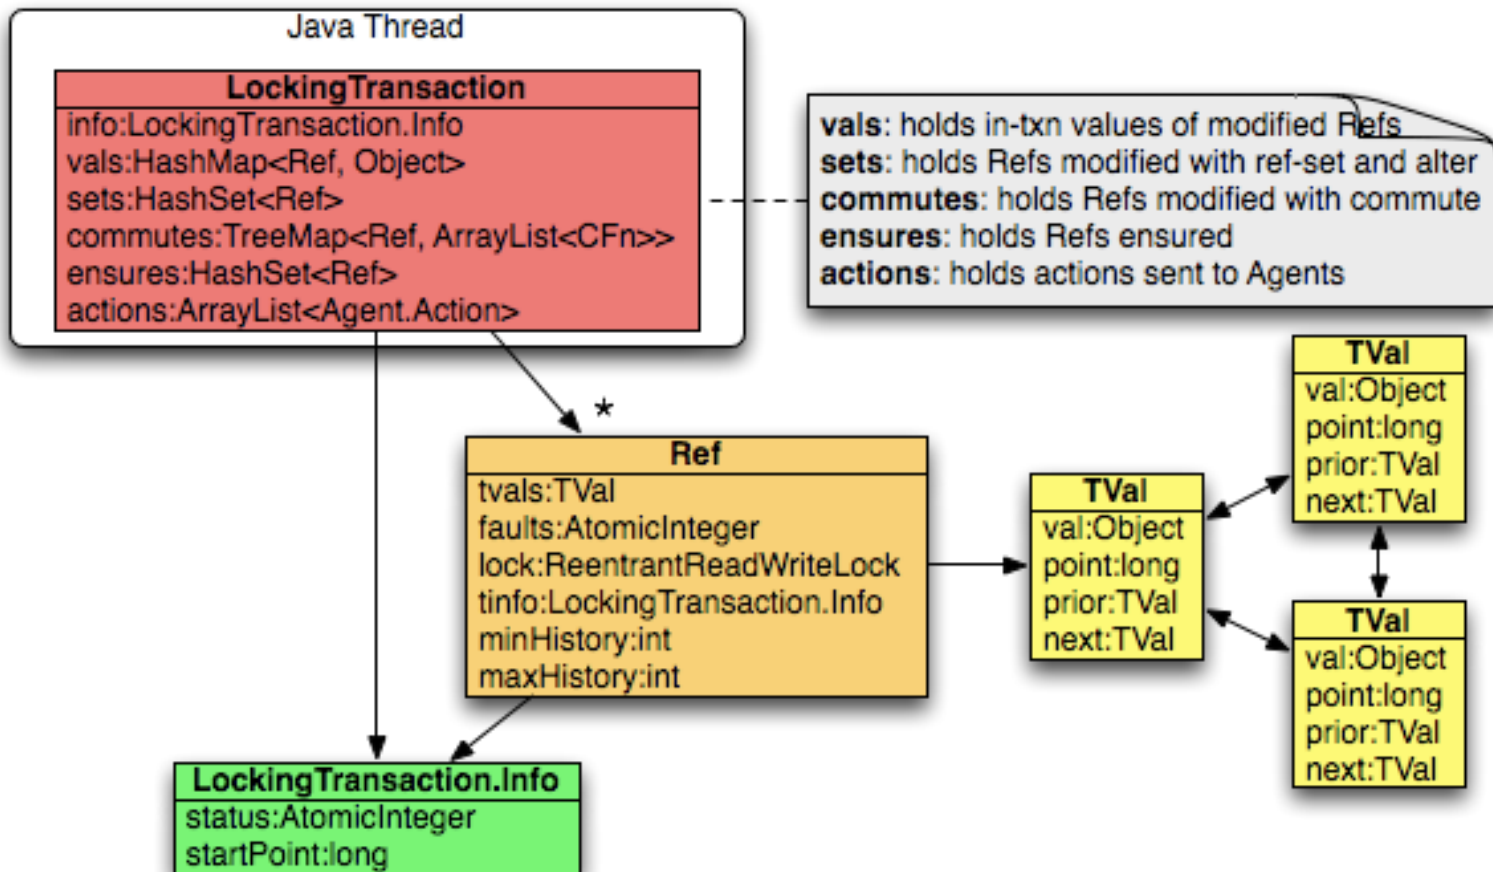 Java Thread
LockingTransaction
info:LockingTransaction.Info
vals:HashMap<Ref, Object>
sets:HashSet<Ref>
commutes:TreeMap<Ref, ArrayList<CFn>>
ensures:HashSet<Ref>
actions:ArrayList<Agent.Action>
vals: holds in-txn values of modified Refs
sets: holds Refs modified with ref-set and alter
commutes: holds Refs modified with commute
ensures: holds Refs ensured
actions: holds actions sent to Agents
*
Ref
tvals:TVal
faults:AtomicInteger
lock:ReentrantReadWriteLock
tinfo:LockingTransaction.Info
minHistory:int
maxHistory:int
TVal
val:Object
point:long
prior:TVal
next:TVal
TVal
val:Object
point:long
prior:TVal
next:TVal
TVal
val:Object
point:long
prior:TVal
next:TVal
LockingTransaction.Info
status:AtomicInteger
startPoint:long